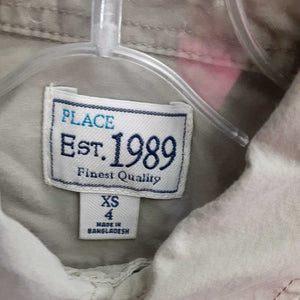 PLACE
EST. 1989
Finest Quality
XS
4
MADE IN
BANGLADESH